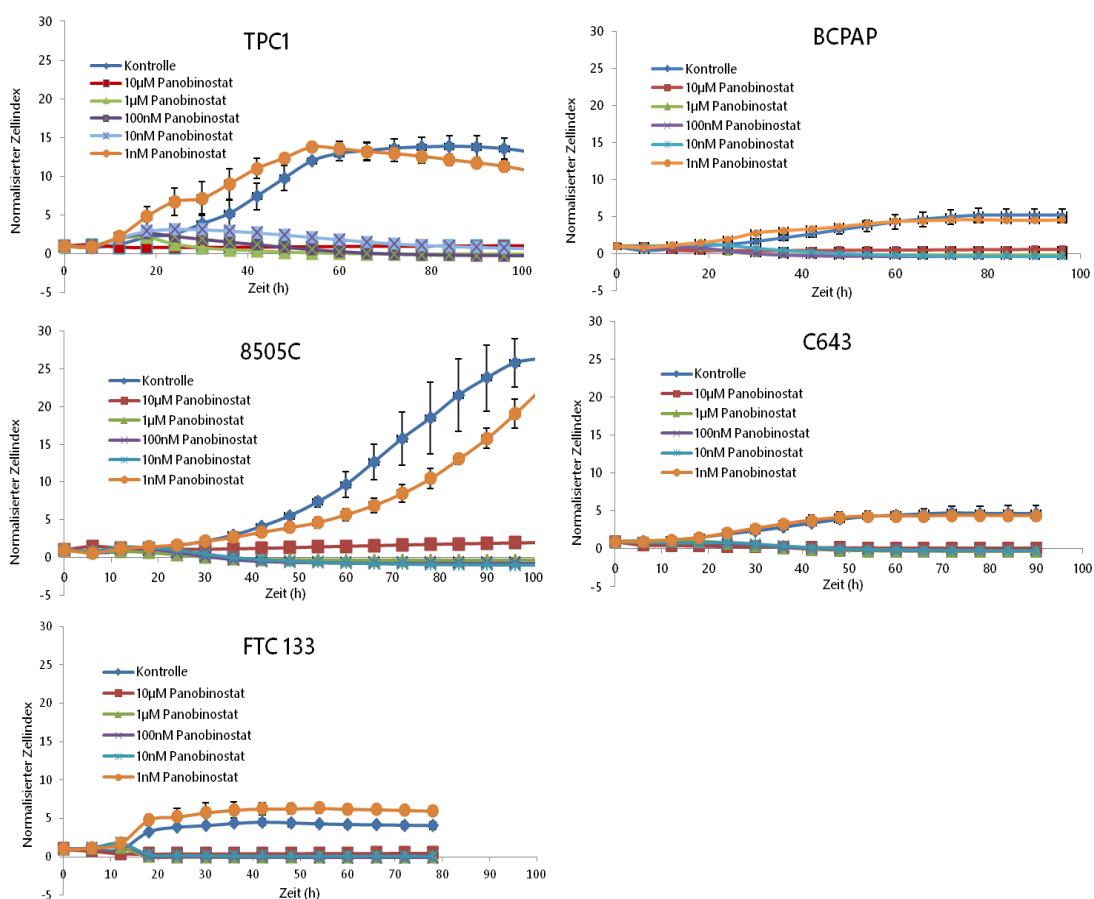 TPC1
Normalisierter Zellindex
30
25
20
15
10
5
0
-5
Kontrolle
10µM Panobinostat
1µM Panobinostat
100nM Panobinostat
10nM Panobinostat
1nM Panobinostat
0 20 40 60 80 100
Zeit (h)
BCPAP
Normalisierter Zellindex
30
25
20
15
10
5
0
-5
Kontrolle
10µM Panobinostat
1µM Panobinostat
100nM Panobinostat
10nM Panobinostat
1nM Panobinostat
0 20 40 60 80 100
Zeit (h)
8505C
Normalisierter Zellindex
30
25
20
15
10
5
0
-5
Kontrolle
10µM Panobinostat
1µM Panobinostat
100nM Panobinostat
10nM Panobinostat
1nM Panobinostat
0 10 20 30 40 50 60 70 80 90 100
Zeit (h)
C643
Normalisierter Zellindex
30
25
20
15
10
5
0
-5
Kontrolle
10µM Panobinostat
1µM Panobinostat
100nM Panobinostat
10nM Panobinostat
1nM Panobinostat
0 10 20 30 40 50 60 70 80 90 100
Zeit (h)
FTC 133
Normalisierter Zellindex
30
25
20
15
10
5
0
-5
Kontrolle
10µM Panobinostat
1µM Panobinostat
100nM Panobinostat
10nM Panobinostat
1nM Panobinostat
0 10 20 30 40 50 60 70 80 90 100
Zeit (h)